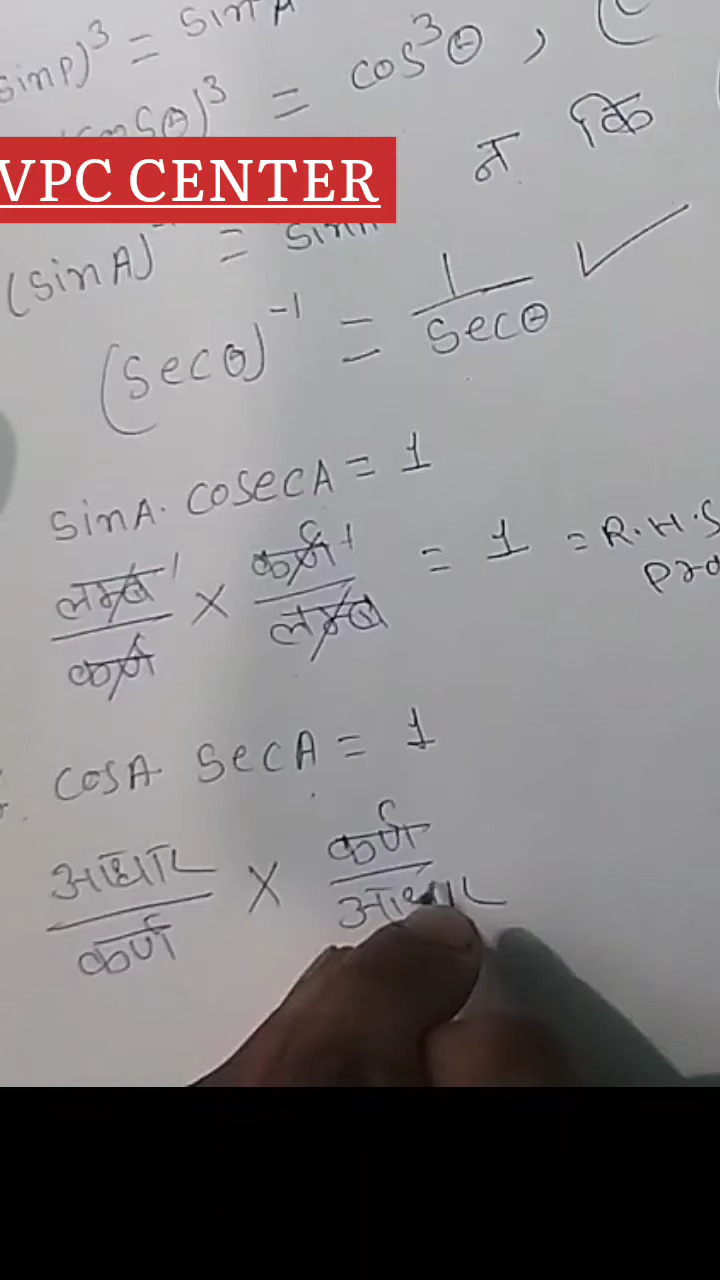 sinP)³ = sin A
θ)³ = cos³θ ,
न कि
VPC CENTER
(sinA)⁻ = sin
(secθ)⁻¹ = 1/secθ ✓
sinA. cosecA = 1
लम्ब/कर्ण × कर्ण/लम्ब = 1 = R.H.S
cosA secA = 1
आधार/कर्ण × कर्ण/आधार